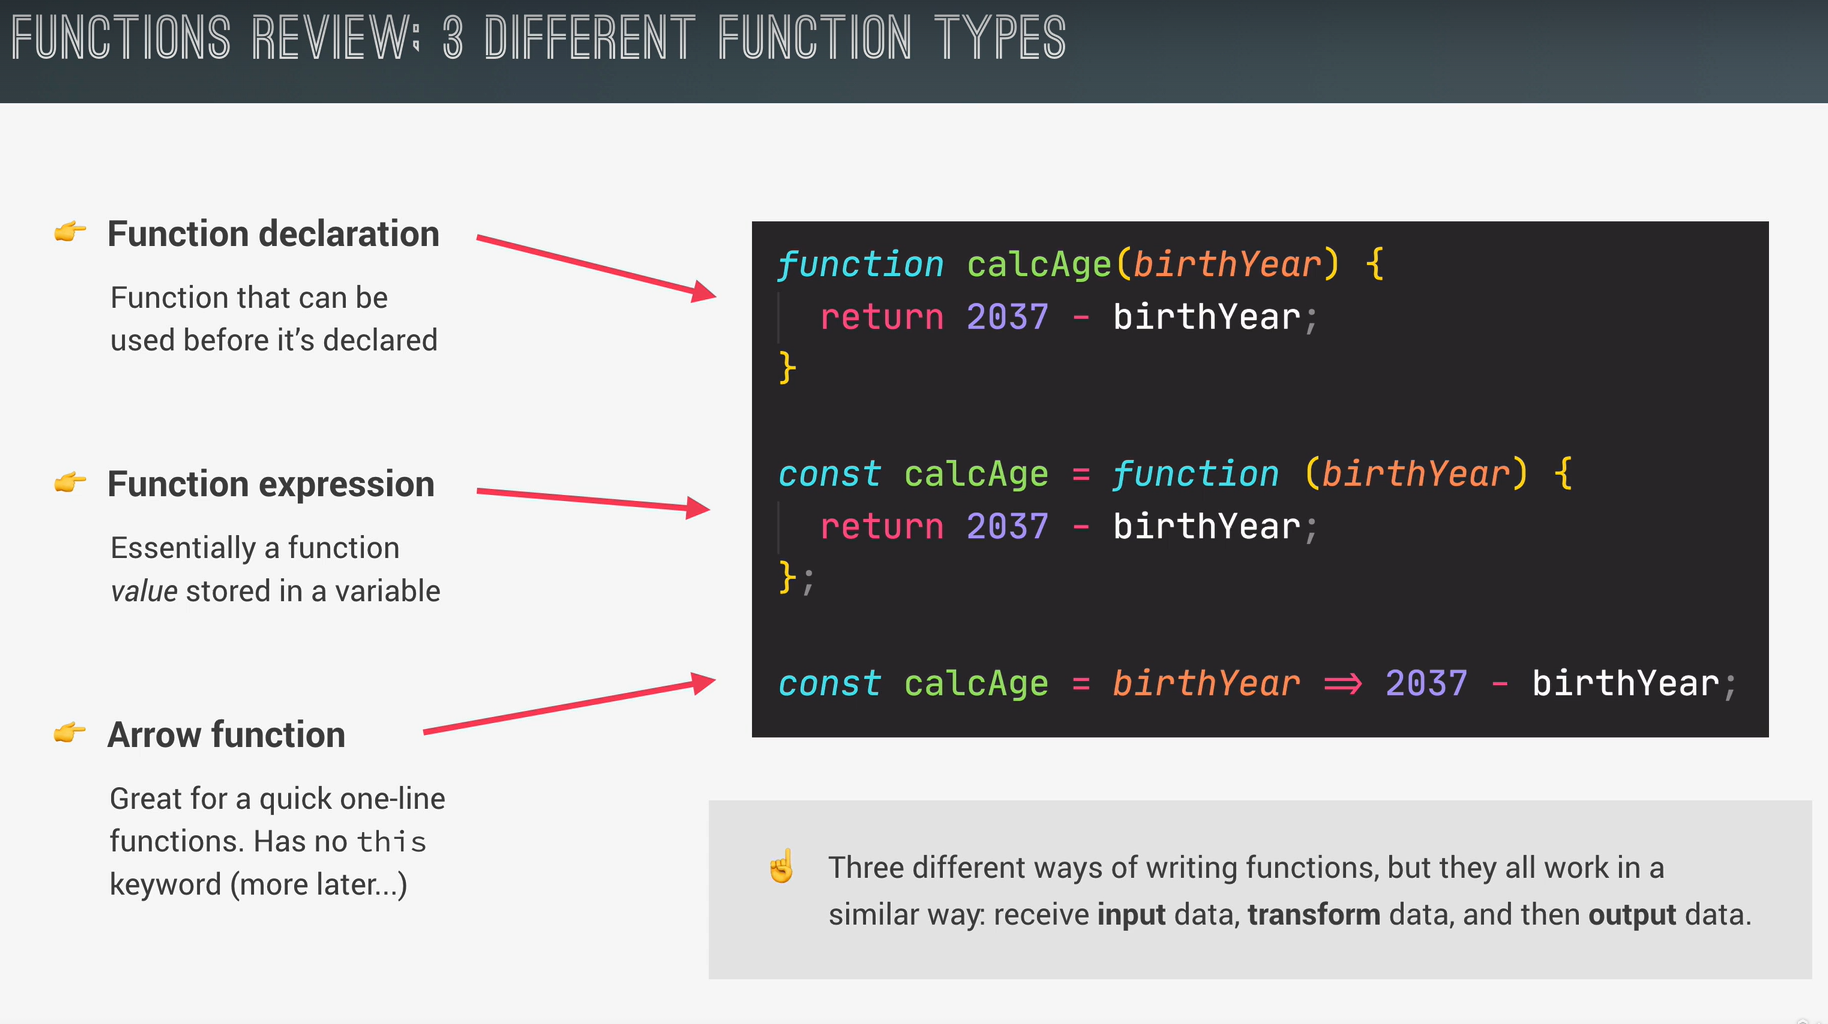 FUNCTIONS REVIEW: 3 DIFFERENT FUNCTION TYPES
👉 Function declaration
Function that can be
used before it’s declared
👉 Function expression
Essentially a function
value stored in a variable
👉 Arrow function
Great for a quick one-line
functions. Has no this
keyword (more later...)
function calcAge(birthYear) {
  return 2037 - birthYear;
}
const calcAge = function (birthYear) {
  return 2037 - birthYear;
};
const calcAge = birthYear => 2037 - birthYear;
☝️ Three different ways of writing functions, but they all work in a
similar way: receive input data, transform data, and then output data.